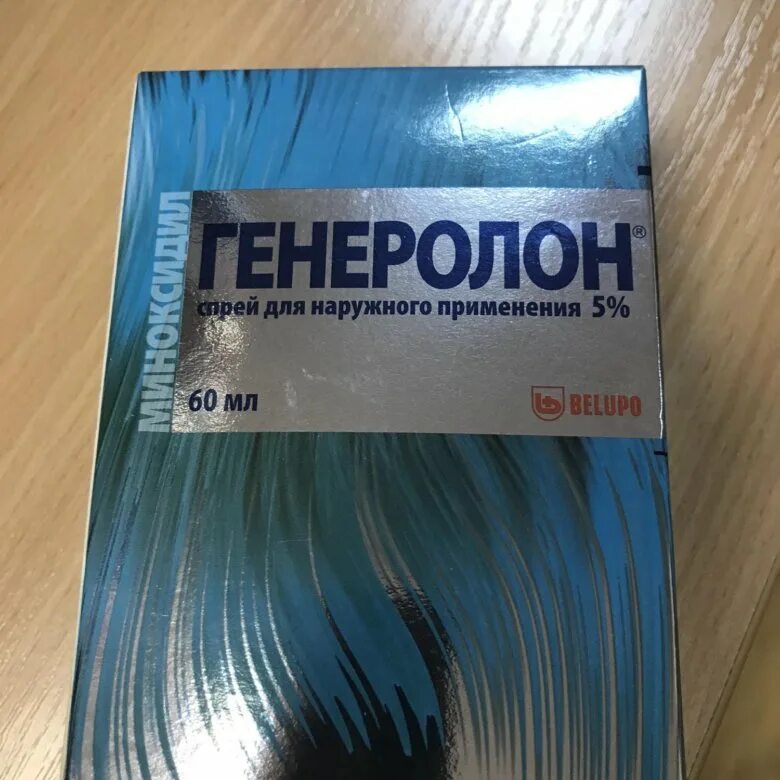 МИНОКСИДИЛ
ГЕНЕРОЛОН®
спрей для наружного применения 5%
60 мл
BELUPO